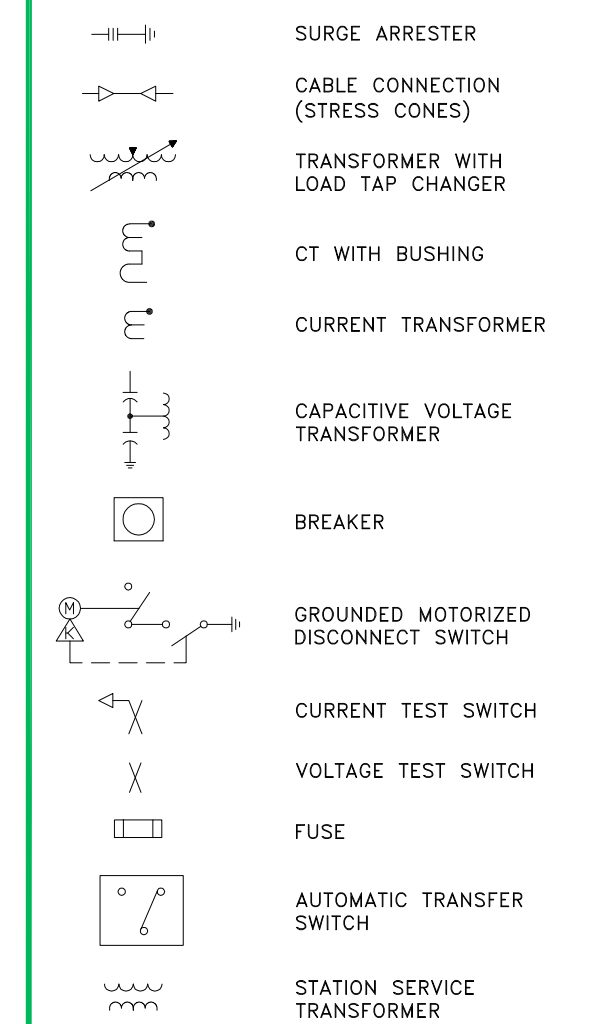 SURGE ARRESTER
CABLE CONNECTION
(STRESS CONES)
TRANSFORMER WITH
LOAD TAP CHANGER
CT WITH BUSHING
CURRENT TRANSFORMER
CAPACITIVE VOLTAGE
TRANSFORMER
BREAKER
M
K
GROUNDED MOTORIZED
DISCONNECT SWITCH
CURRENT TEST SWITCH
VOLTAGE TEST SWITCH
FUSE
AUTOMATIC TRANSFER
SWITCH
STATION SERVICE
TRANSFORMER